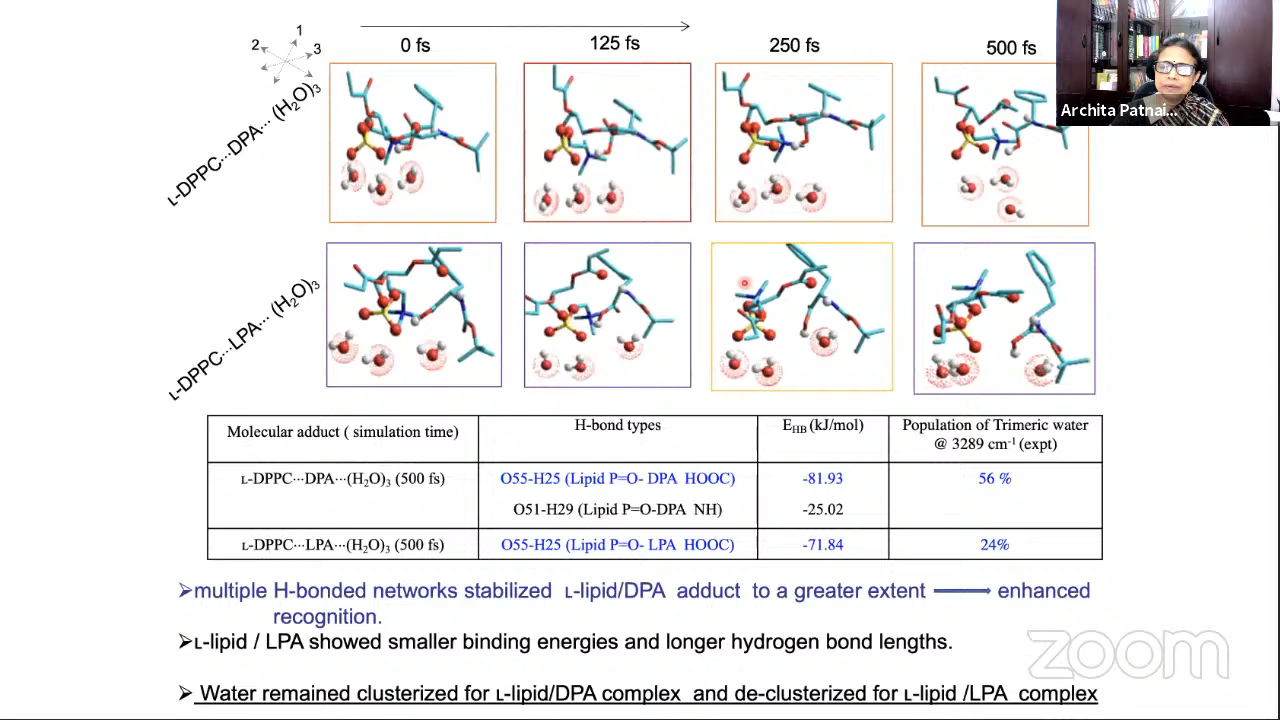 1
2
3
0 fs
125 fs
250 fs
500 fs
Archita Patnai...
L-DPPC···DPA··· (H₂O)₃
L-DPPC···LPA··· (H₂O)₃
Molecular adduct ( simulation time)
H-bond types
E_HB (kJ/mol)
Population of Trimeric water
@ 3289 cm⁻¹ (expt)
L-DPPC···DPA···(H₂O)₃ (500 fs)
O55-H25 (Lipid P=O- DPA HOOC)
-81.93
56 %
O51-H29 (Lipid P=O-DPA NH)
-25.02
L-DPPC···LPA···(H₂O)₃ (500 fs)
O55-H25 (Lipid P=O- LPA HOOC)
-71.84
24%
➢multiple H-bonded networks stabilized L-lipid/DPA adduct to a greater extent ⟶ enhanced
recognition.
➢L-lipid / LPA showed smaller binding energies and longer hydrogen bond lengths.
➢ Water remained clusterized for L-lipid/DPA complex and de-clusterized for L-lipid /LPA complex
zoom